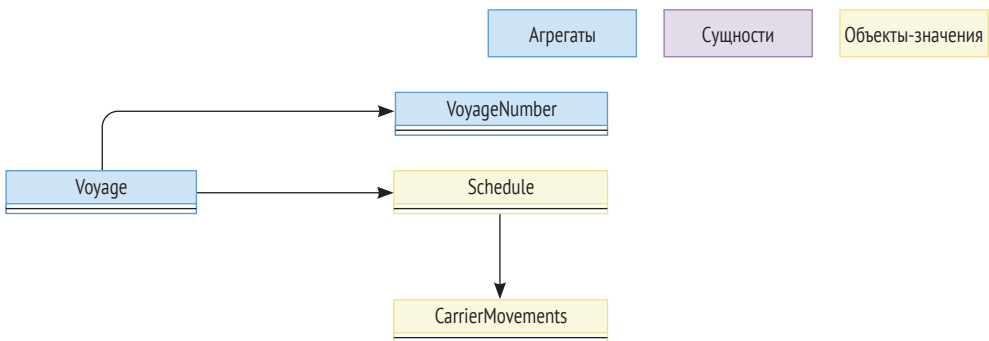 Агрегаты
Сущности
Объекты-значения
VoyageNumber
Voyage
Schedule
CarrierMovements